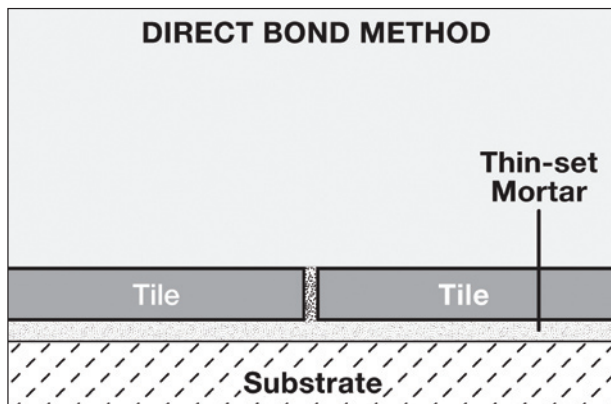 DIRECT BOND METHOD
Thin-set
Mortar
Tile
Tile
Substrate